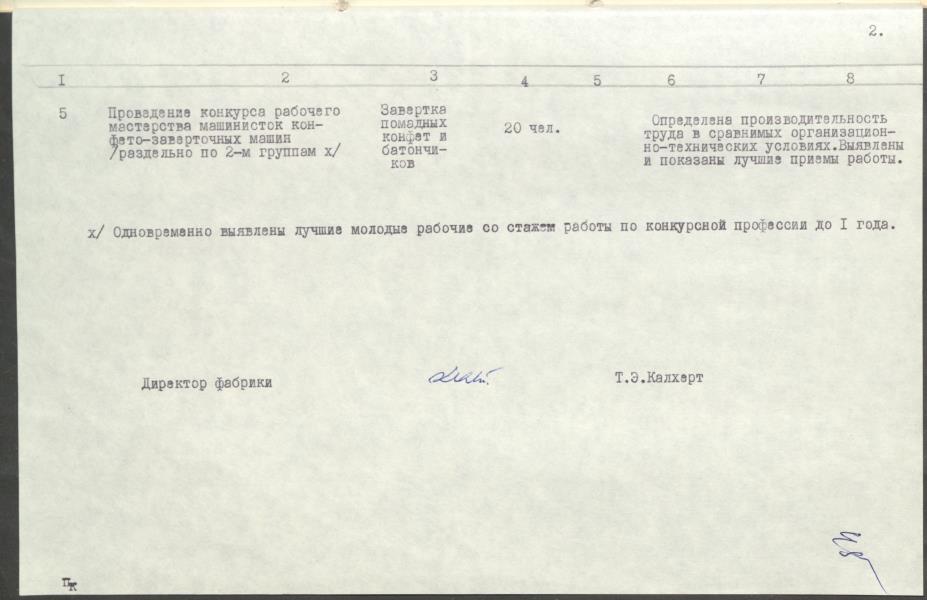 2.
I 2 3 4 5 6 7 8
5 Проведение конкурса рабочего
мастерства машинисток кон-
фето-заверточных машин
/раздельно по 2-м группам х/
Завертка
помадных
конфет и
батончи-
ков
20 чел.
Определена производительность
труда в сравнимых организацион-
но-технических условиях.Выявлены
и показаны лучшие приемы работы.
х/ Одновременно выявлены лучшие молодые рабочие со стажем работы по конкурсной профессии до I года.
Директор фабрики Т.Э.Калхерт
Пк